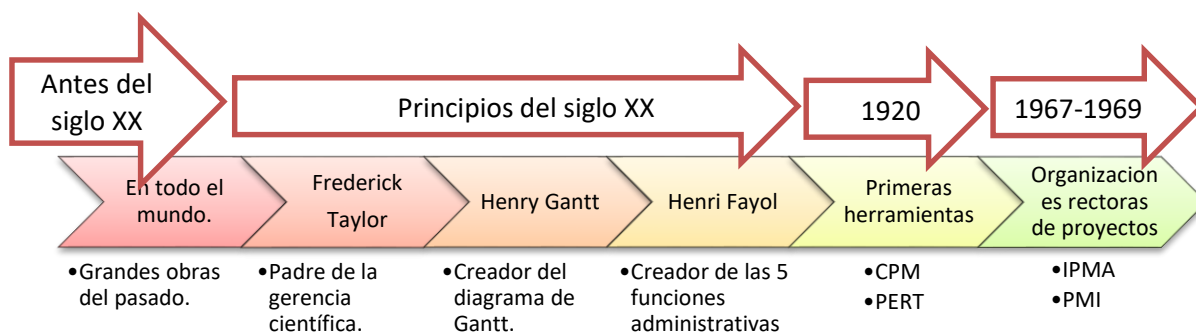 Antes del
siglo XX
Principios del siglo XX
1920
1967-1969
En todo el
mundo.
Frederick
Taylor
Henry Gantt
Henri Fayol
Primeras
herramientas
Organizacion
es rectoras
de proyectos
•Grandes obras
del pasado.
•Padre de la
gerencia
científica.
•Creador del
diagrama de
Gantt.
•Creador de las 5
funciones
administrativas
•CPM
•PERT
•IPMA
•PMI